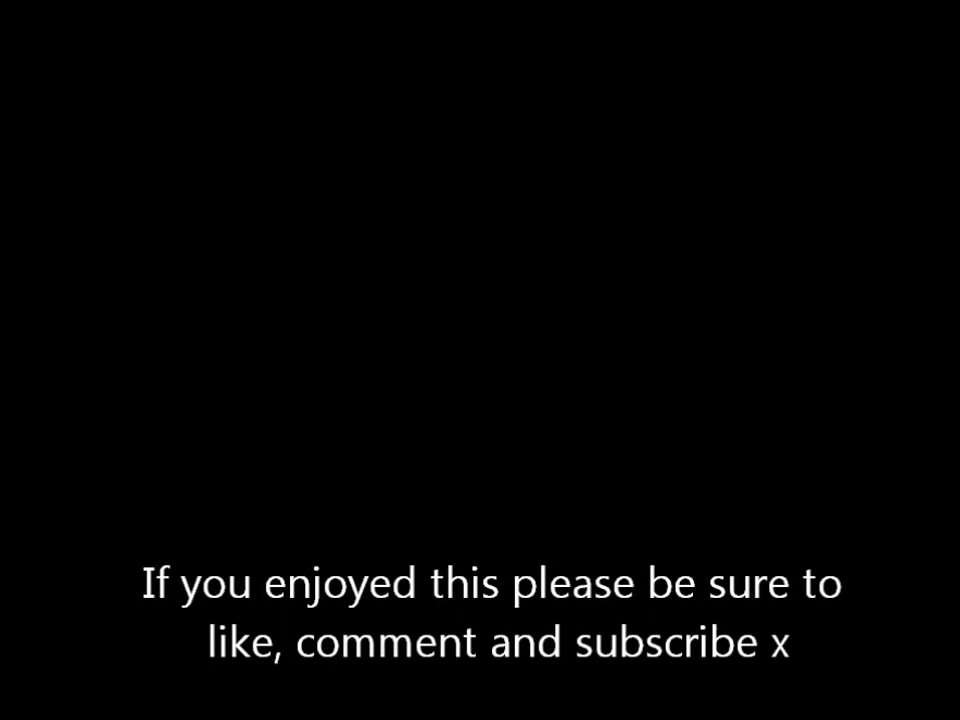 If you enjoyed this please be sure to
like, comment and subscribe x